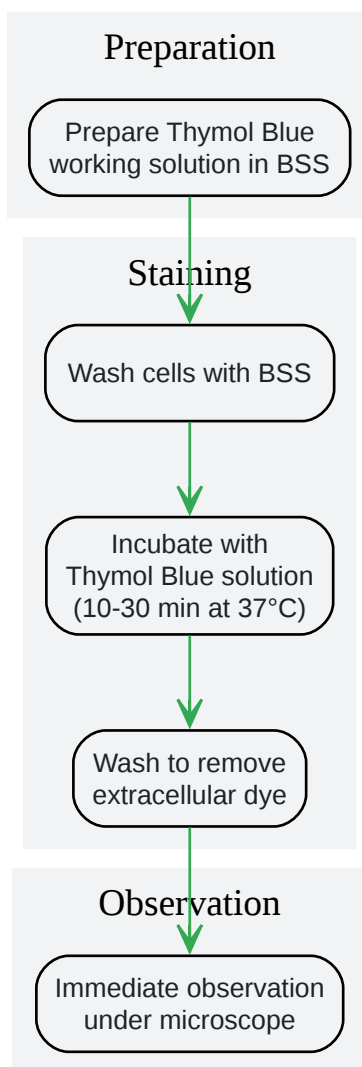 Preparation
Prepare Thymol Blue
working solution in BSS
Staining
Wash cells with BSS
Incubate with
Thymol Blue solution
(10-30 min at 37°C)
Wash to remove
extracellular dye
Observation
Immediate observation
under microscope